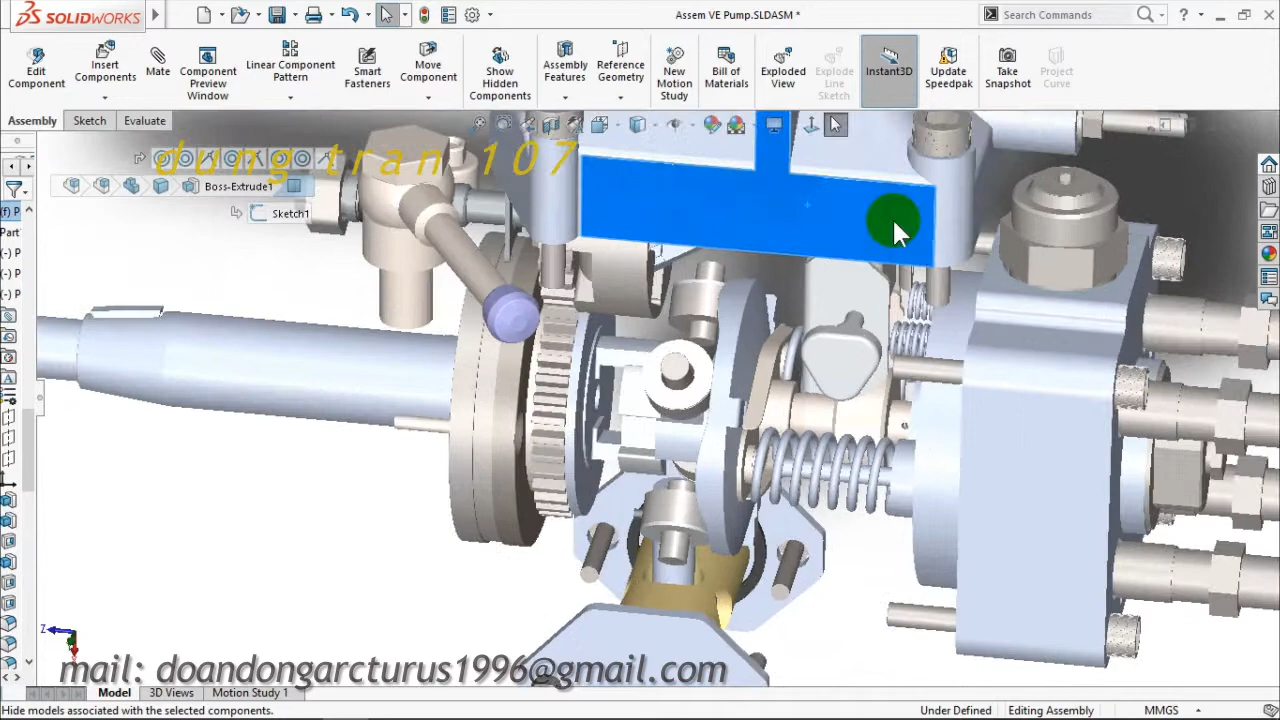 SOLIDWORKS
Assem VE Pump.SLDASM *
Search Commands
?
Edit Component
Insert Components
Mate
Component Preview Window
Linear Component Pattern
Smart Fasteners
Move Component
Show Hidden Components
Assembly Features
Reference Geometry
New Motion Study
Bill of Materials
Exploded View
Explode Line Sketch
Instant3D
Update Speedpak
Take Snapshot
Project Curve
Assembly
Sketch
Evaluate
dung tran 107
Boss-Extrude1
Sketch1
(f) P
Part
(-) P
(-) P
Z
mail: doandongarcturus1996@gmail.com
Model
3D Views
Motion Study 1
Hide models associated with the selected components.
Under Defined
Editing Assembly
MMGS